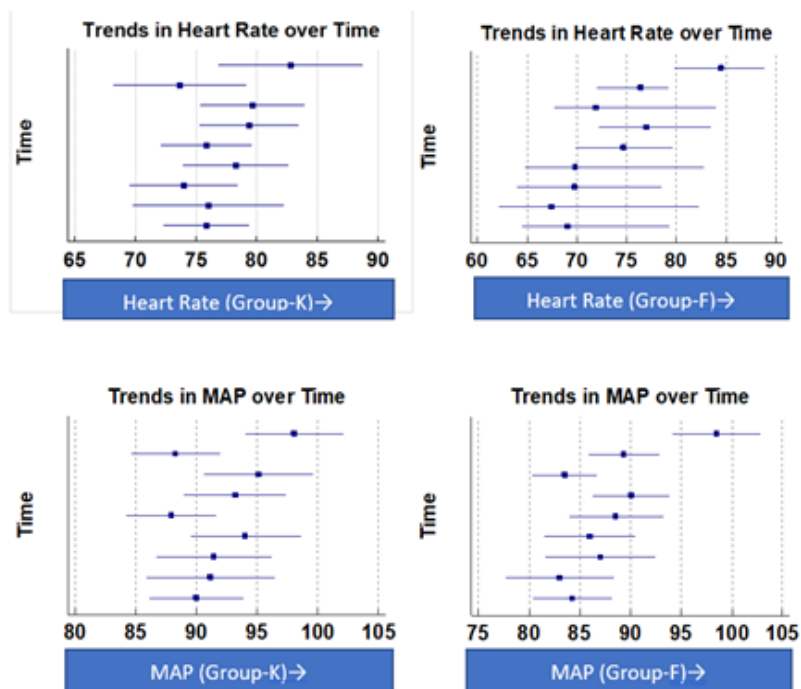 Trends in Heart Rate over Time
Time
65 70 75 80 85 90
Heart Rate (Group-K)→
Trends in Heart Rate over Time
Time
60 65 70 75 80 85 90
Heart Rate (Group-F)→
Trends in MAP over Time
Time
80 85 90 95 100 105
MAP (Group-K)→
Trends in MAP over Time
Time
75 80 85 90 95 100 105
MAP (Group-F)→